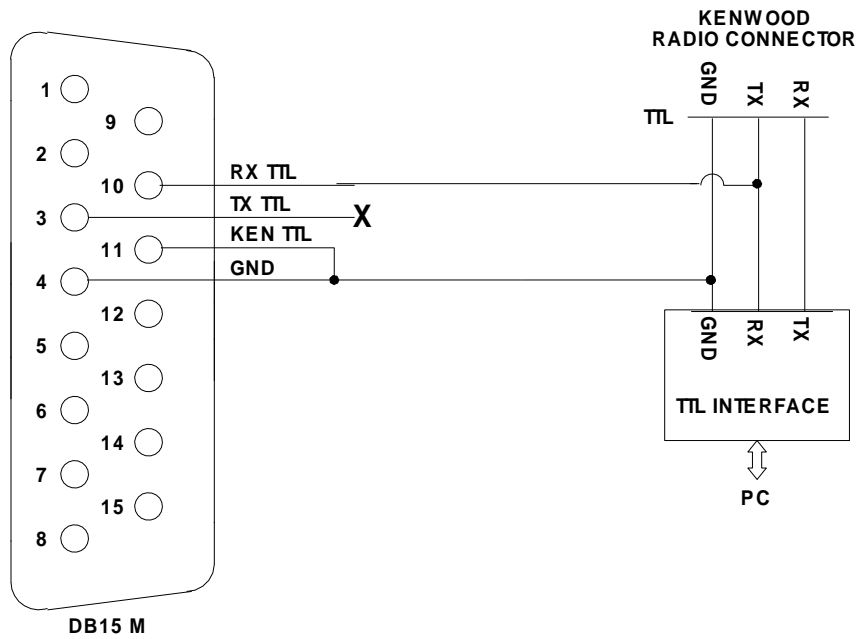 KENWOOD
RADIO CONNECTOR
GND
TX
RX
TTL
1
9
2
10
RX TTL
3
TX TTL
X
11
KEN TTL
4
GND
12
5
13
6
14
7
15
8
GND
RX
TX
TTL INTERFACE
PC
DB15 M